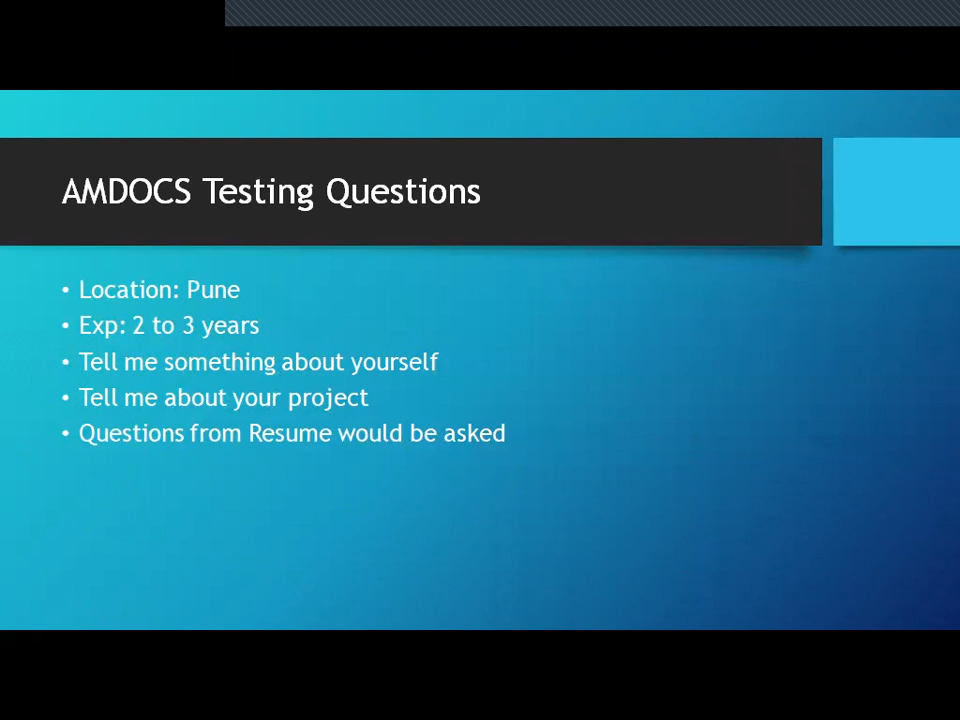 AMDOCS Testing Questions
• Location: Pune
• Exp: 2 to 3 years
• Tell me something about yourself
• Tell me about your project
• Questions from Resume would be asked